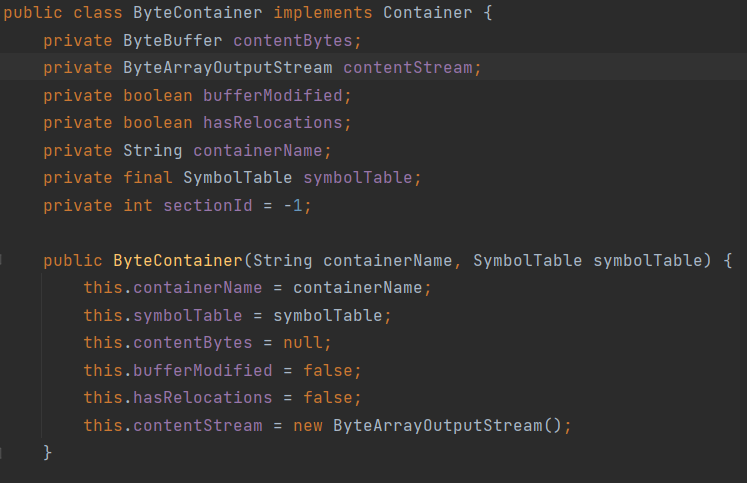 public class ByteContainer implements Container {
    private ByteBuffer contentBytes;
    private ByteArrayOutputStream contentStream;
    private boolean bufferModified;
    private boolean hasRelocations;
    private String containerName;
    private final SymbolTable symbolTable;
    private int sectionId = -1;

    public ByteContainer(String containerName, SymbolTable symbolTable) {
        this.containerName = containerName;
        this.symbolTable = symbolTable;
        this.contentBytes = null;
        this.bufferModified = false;
        this.hasRelocations = false;
        this.contentStream = new ByteArrayOutputStream();
    }